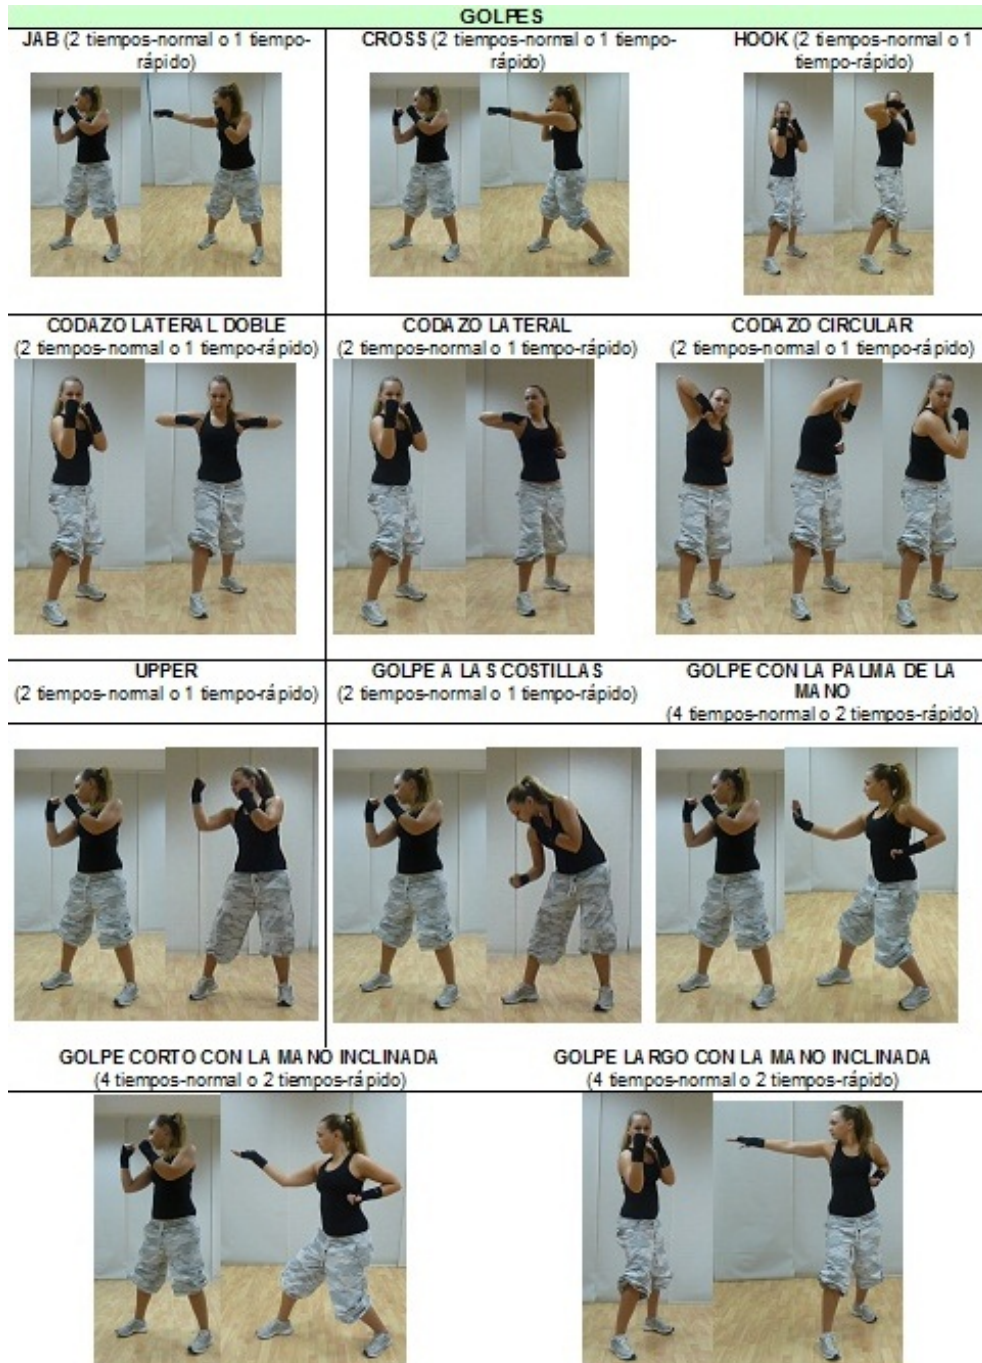 GOLPES
JAB (2 tiempos-normal o 1 tiempo-
rápido)
CROSS (2 tiempos-normal o 1 tiempo-
rápido)
HOOK (2 tiempos-normal o 1
tiempo-rápido)
CODAZO LATERAL DOBLE
(2 tiempos-normal o 1 tiempo-rápido)
CODAZO LATERAL
(2 tiempos-normal o 1 tiempo-rápido)
CODAZO CIRCULAR
(2 tiempos-normal o 1 tiempo-rápido)
UPPER
(2 tiempos-normal o 1 tiempo-rápido)
GOLPE A LAS COSTILLAS
(2 tiempos-normal o 1 tiempo-rápido)
GOLPE CON LA PALMA DE LA
MANO
(4 tiempos-normal o 2 tiempos-rápido)
GOLPE CORTO CON LA MANO INCLINADA
(4 tiempos-normal o 2 tiempos-rápido)
GOLPE LARGO CON LA MANO INCLINADA
(4 tiempos-normal o 2 tiempos-rápido)